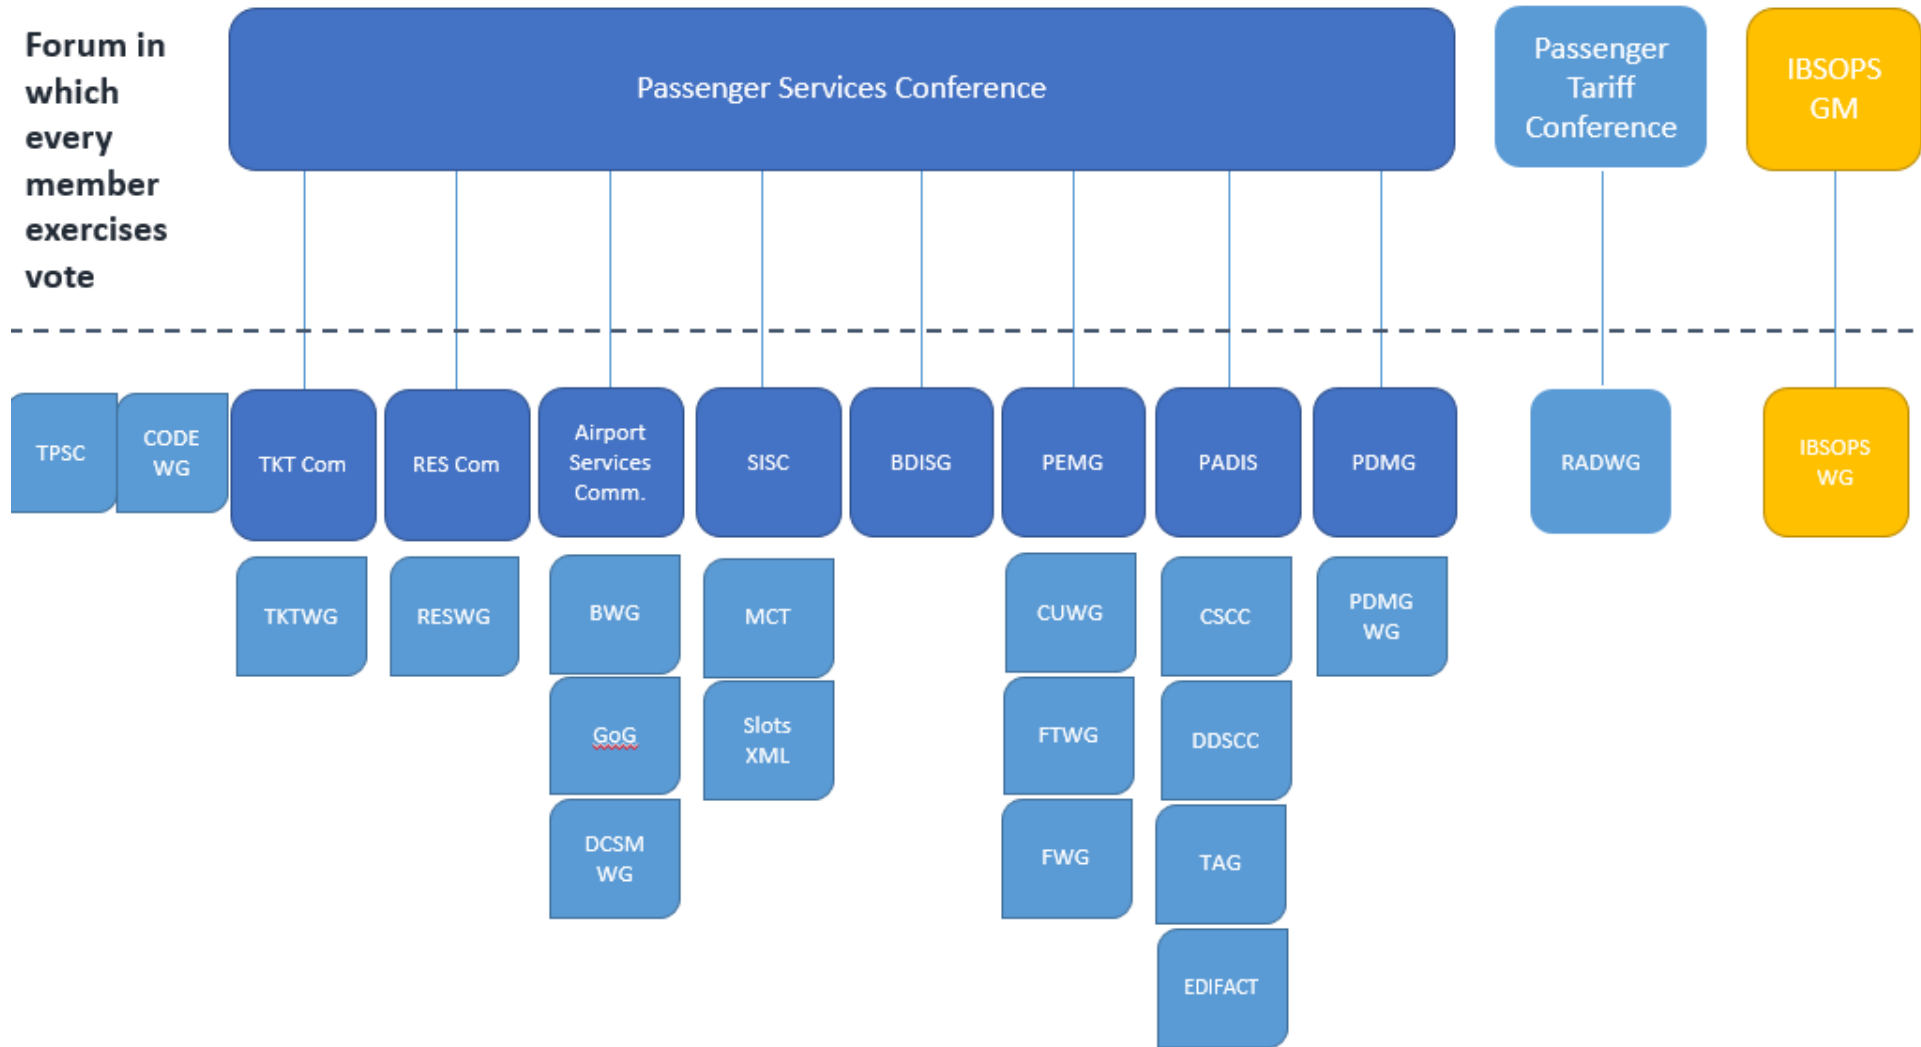 Forum in
which
every
member
exercises
vote
Passenger Services Conference
Passenger
Tariff
Conference
IBSOPS
GM
TPSC
CODE
WG
TKT Com
RES Com
Airport
Services
Comm.
SISC
BDISG
PEMG
PADIS
PDMG
RADWG
IBSOPS
WG
TKTWG
RESWG
BWG
MCT
CUWG
CSCC
PDMG
WG
GoG
Slots
XML
FTWG
DDSCC
DCSM
WG
FWG
TAG
EDIFACT